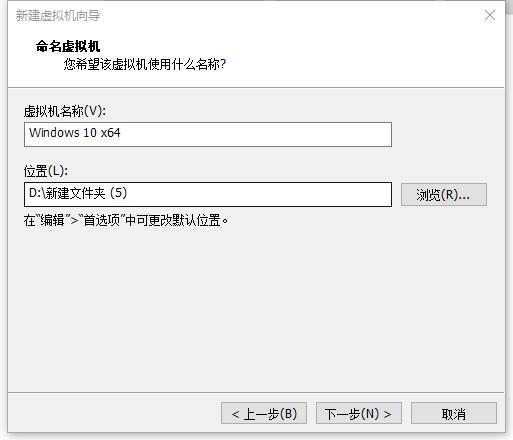 新建虚拟机向导
命名虚拟机
您希望该虚拟机使用什么名称?
虚拟机名称(V):
Windows 10 x64
位置(L):
D:\新建文件夹 (5)
浏览(R)...
在“编辑”>“首选项”中可更改默认位置。
< 上一步(B)
下一步(N) >
取消